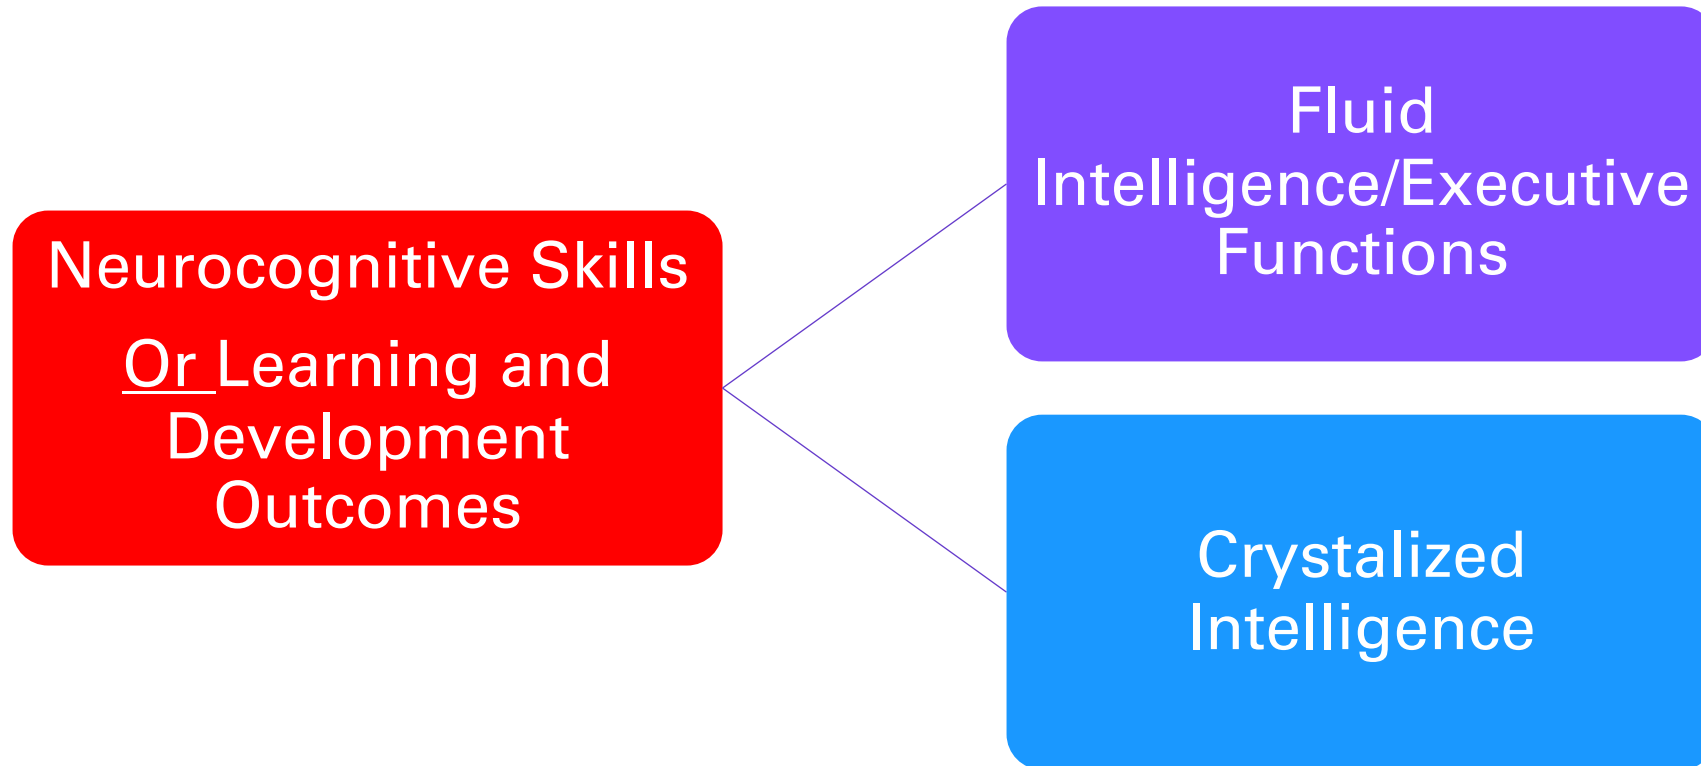 Neurocognitive Skills
Or Learning and
Development
Outcomes
Fluid
Intelligence/Executive
Functions
Crystalized
Intelligence